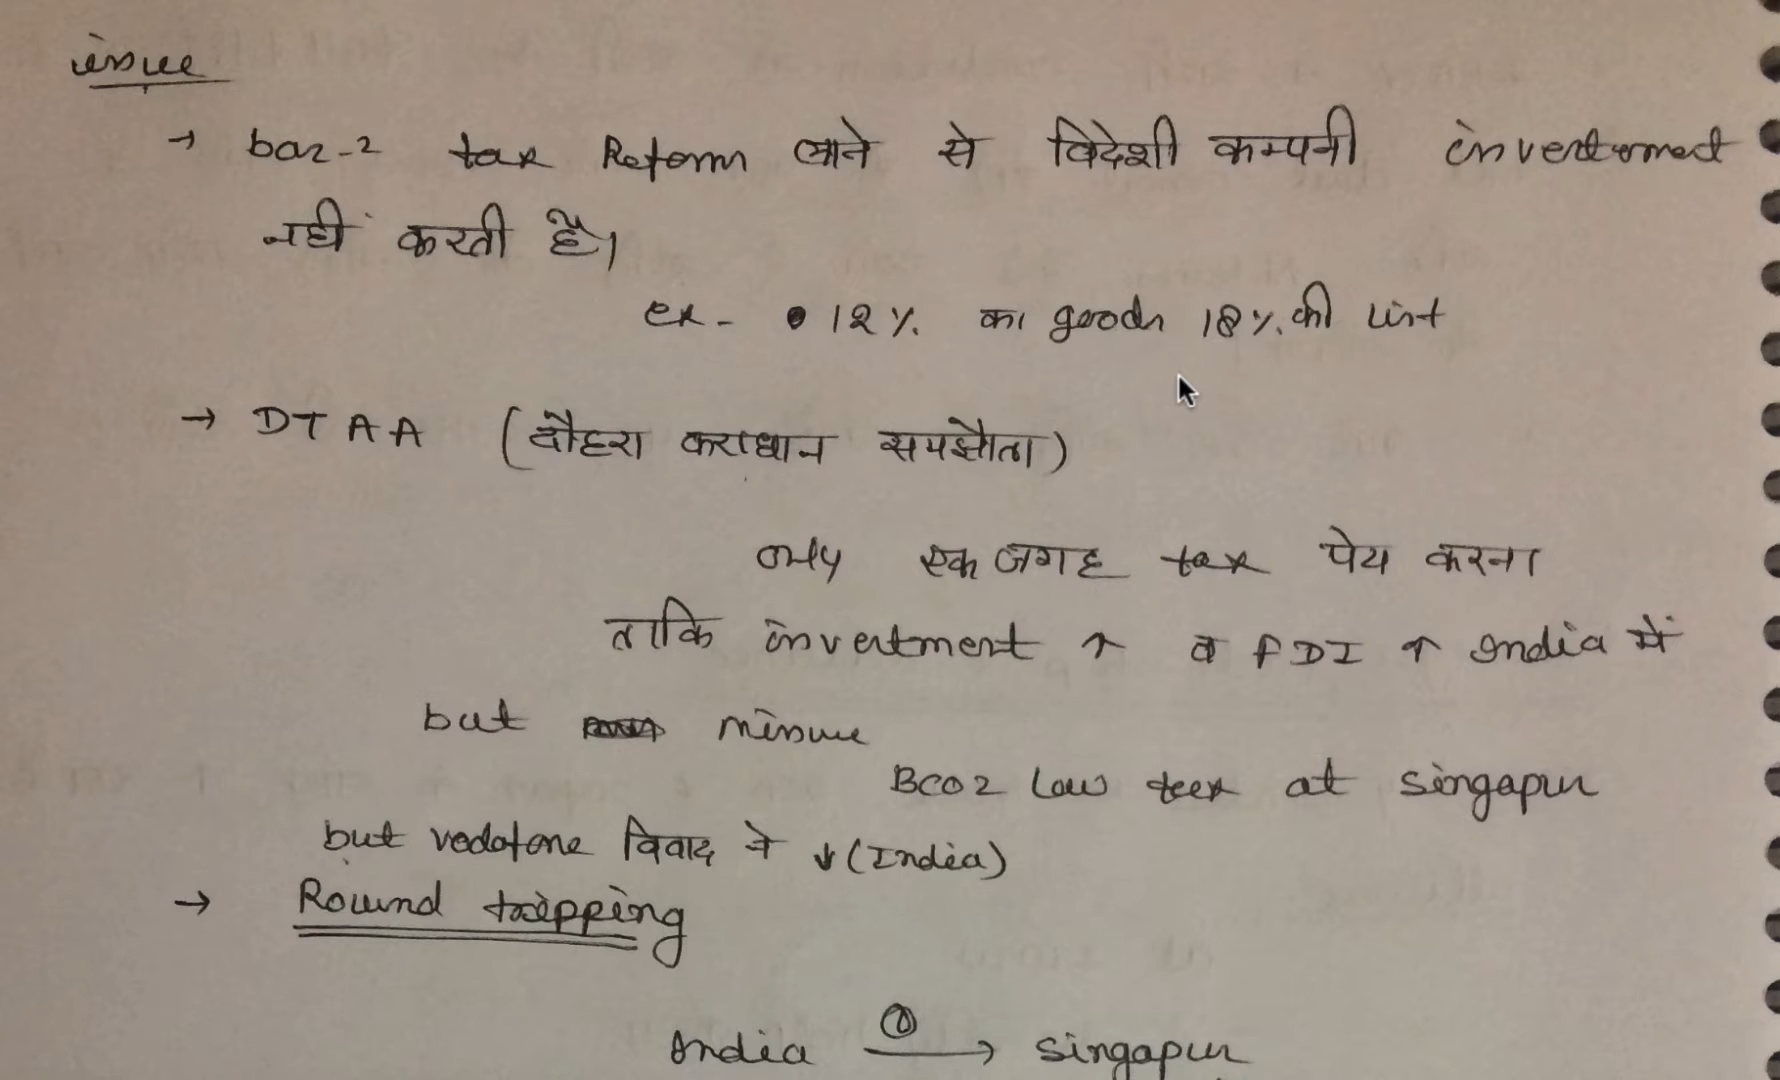 issue
→ bar-2 tax Reform लाने से विदेशी कम्पनी investment
नहीं करती है।
ex- 12% का goods 18% की list
→ DTAA (दौहरा कराधान समझौता)
only एक जगह tax पेय करना
ताकि investment ↑ व FDI ↑ India में
but misuse
BCoz Low tax at singapur
but vodafone विवाद ने ↓ (India)
→ Round tripping
India ① → singapur